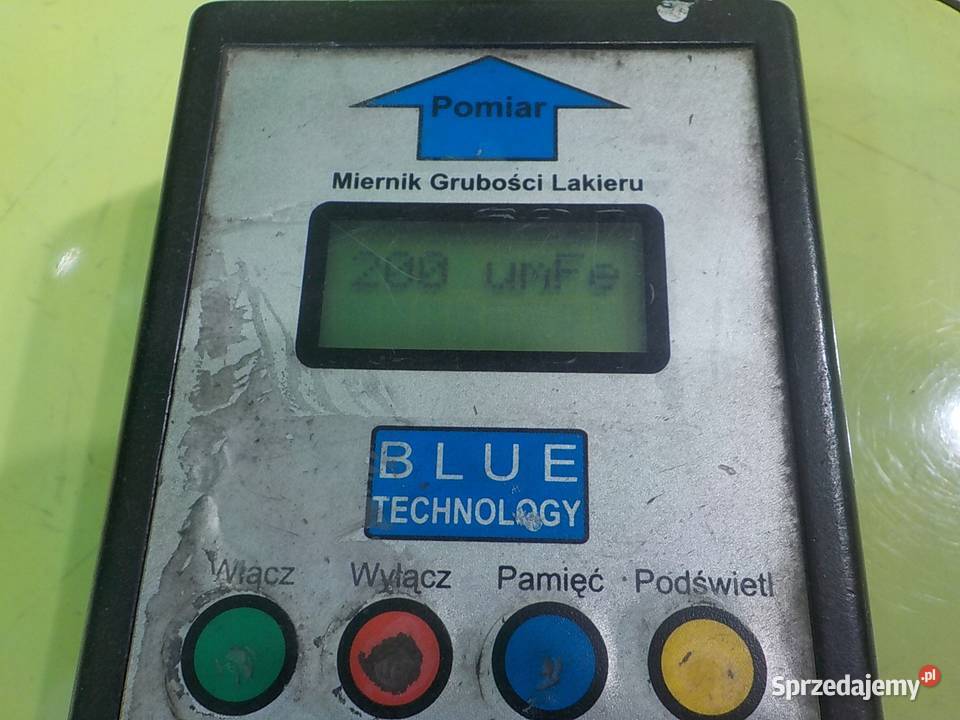 Pomiar
Miernik Grubości Lakieru
200 umFe
BLUE
TECHNOLOGY
Włącz Wyłącz Pamięć Podświetl
Sprzedajemy.pl